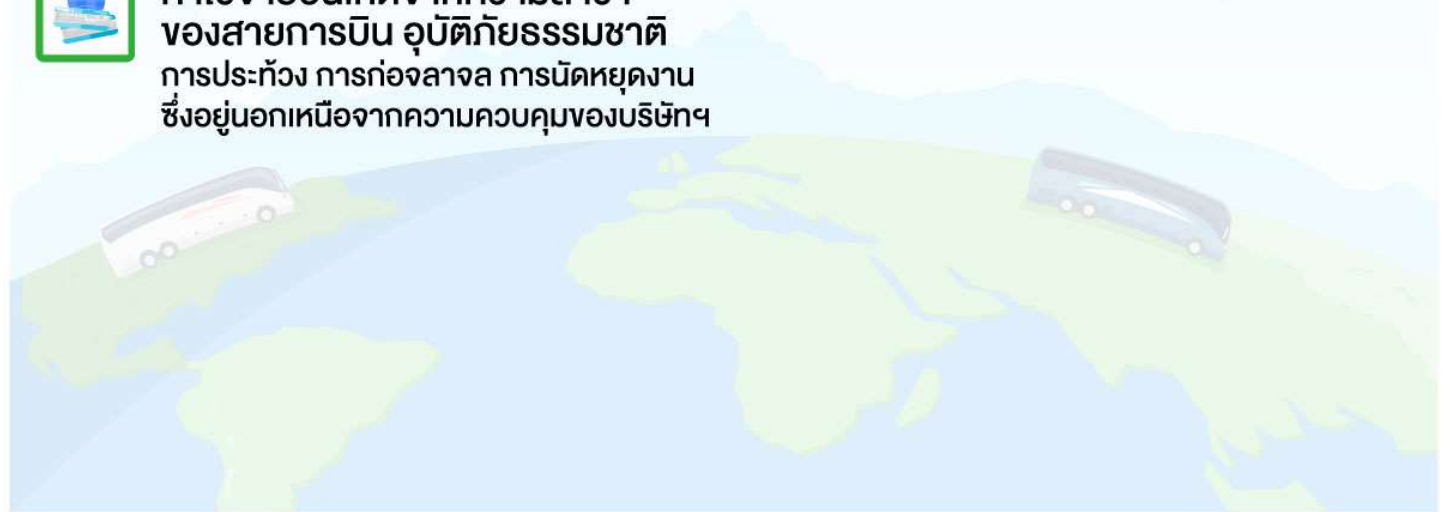 ของสายการบิน อุบัติภัยธรรมชาติ
การประท้วง การก่อจลาจล การนัดหยุดงาน
ซึ่งอยู่นอกเหนือจากความควบคุมของบริษัทฯ